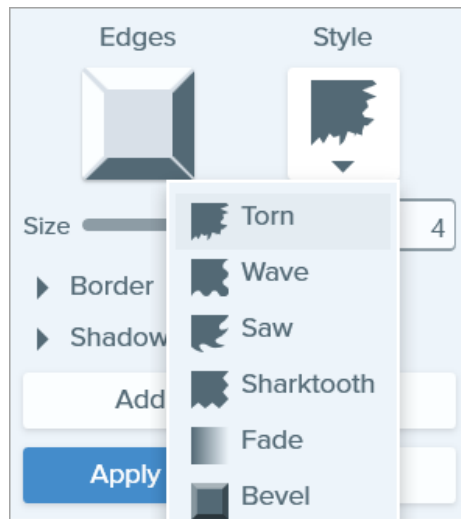 Edges Style
Size 4
Torn
Wave
Border
Saw
Shadow
Sharktooth
Add
Fade
Apply
Bevel